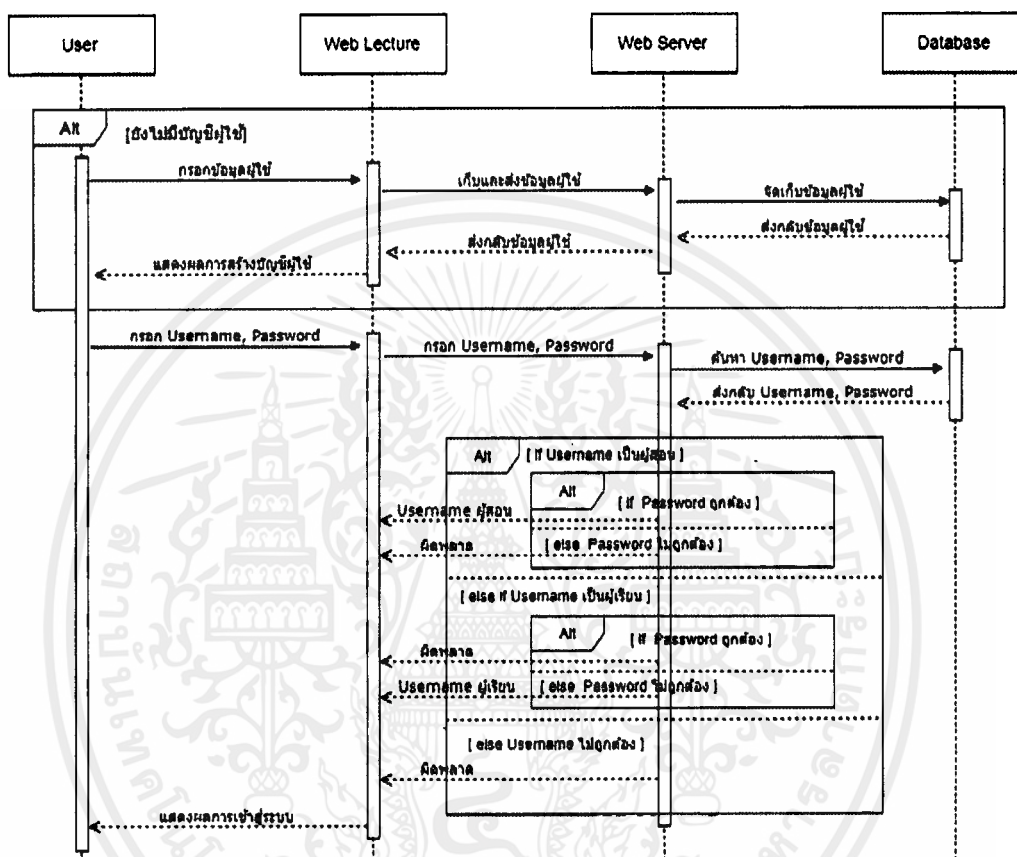 User
Web Lecture
Web Server
Database
Alt
[ยังไม่มีบัญชีผู้ใช้]
กรอกข้อมูลผู้ใช้
เก็บและส่งข้อมูลผู้ใช้
จัดเก็บข้อมูลผู้ใช้
ส่งกลับข้อมูลผู้ใช้
ส่งกลับข้อมูลผู้ใช้
แสดงผลการสร้างบัญชีผู้ใช้
กรอก Username, Password
กรอก Username, Password
ค้นหา Username, Password
ส่งกลับ Username, Password
Alt
[ If Username เป็นผู้สอน ]
Alt
[ If Password ถูกต้อง ]
Username ผู้สอน
ผิดพลาด
[ else Password ไม่ถูกต้อง ]
[ else if Username เป็นผู้เรียน ]
Alt
[ If Password ถูกต้อง ]
ผิดพลาด
Username ผู้เรียน
[ else Password ไม่ถูกต้อง ]
[ else Username ไม่ถูกต้อง ]
ผิดพลาด
แสดงผลการเข้าสู่ระบบ